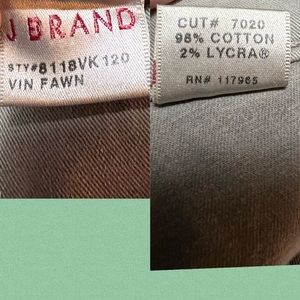 J BRAND
STY#8118VK120
VIN FAWN
CUT# 7020
98% COTTON
2% LYCRA®
RN# 117965